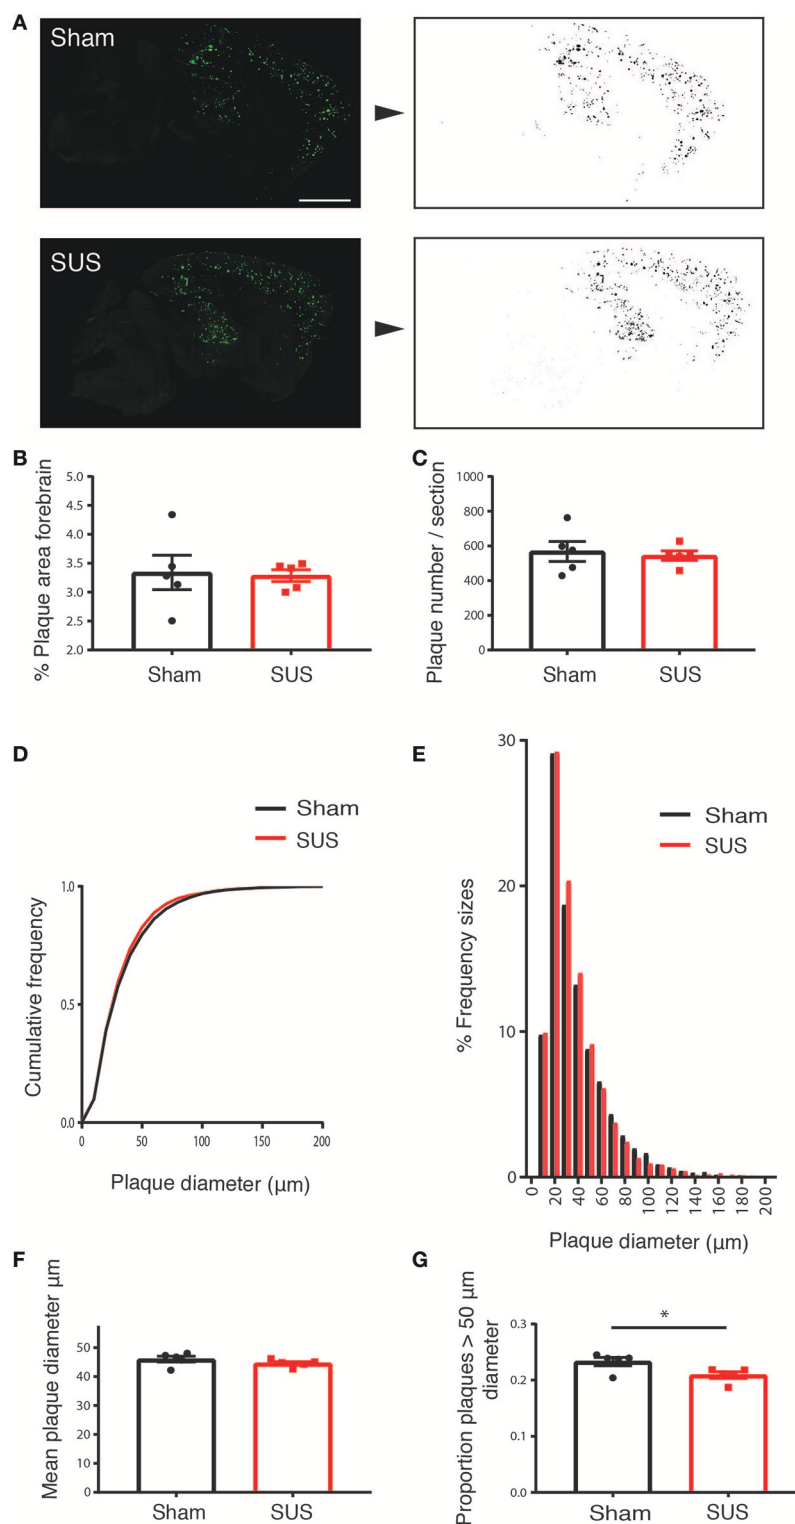 A
Sham
SUS
B
% Plaque area forebrain
5.0
4.5
4.0
3.5
3.0
2.5
2.0
Sham
SUS
C
Plaque number / section
1000
800
600
400
200
0
Sham
SUS
D
Sham
SUS
Cumulative frequency
1.0
0.5
0.0
0
50
100
150
200
Plaque diameter (μm)
E
Sham
SUS
% Frequency sizes
30
20
10
0
0
20
40
60
80
100
120
140
160
180
200
Plaque diameter (μm)
F
Mean plaque diameter μm
50
40
30
20
10
0
Sham
SUS
G
Proportion plaques > 50 μm
diameter
0.3
0.2
0.1
0.0
*
Sham
SUS